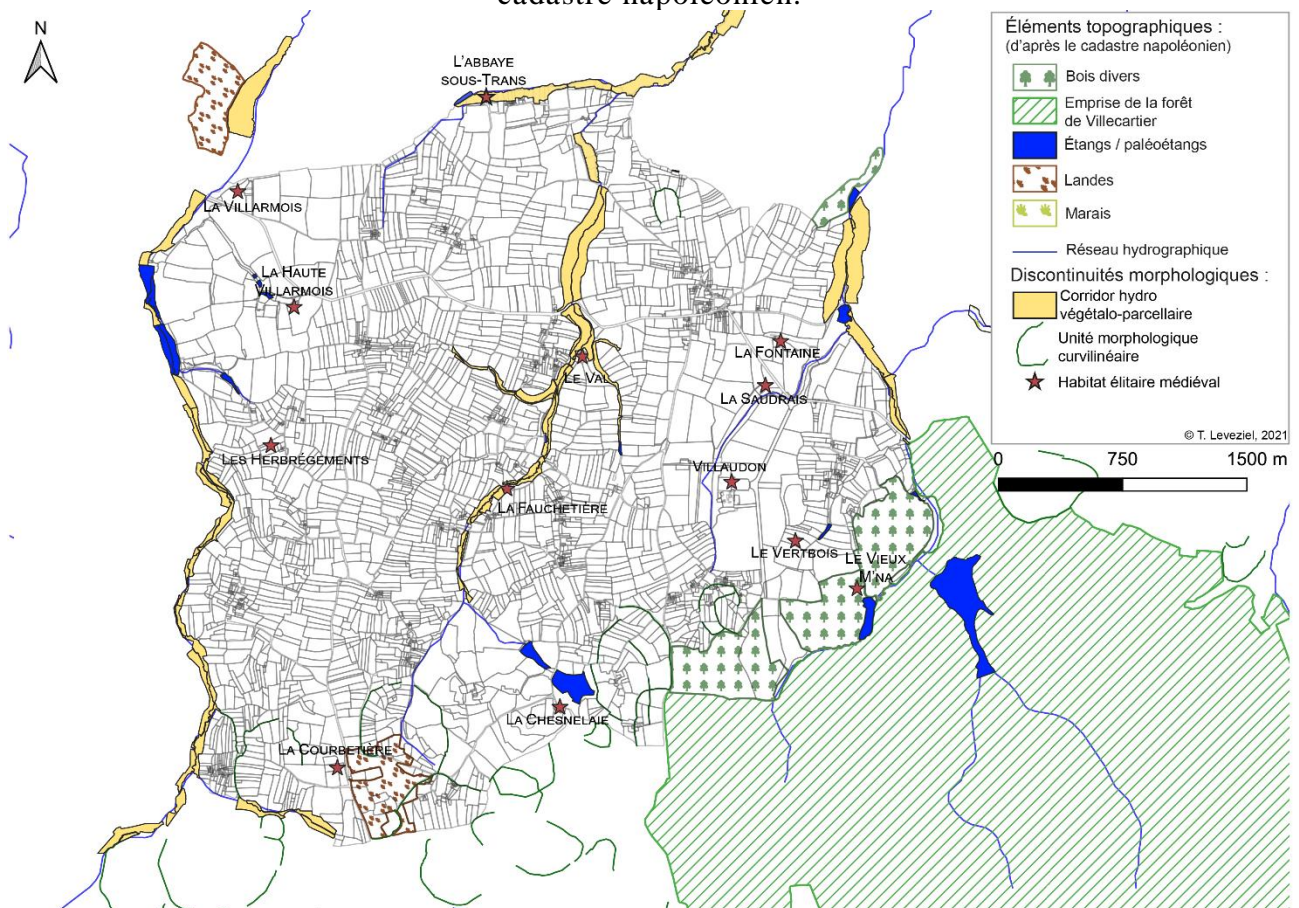 cadastre napoléonien.
N
Éléments topographiques :
(d'après le cadastre napoléonien)
Bois divers
Emprise de la forêt
de Villecartier
Étangs / paléoétangs
Landes
Marais
Réseau hydrographique
Discontinuités morphologiques :
Corridor hydro
végétalo-parcellaire
Unité morphologique
curvilinéaire
Habitat élitaire médiéval
© T. Leveziel, 2021
0 750 1500 m
L'ABBAYE
SOUS-TRANS
LA VILLARMOIS
LA HAUTE
VILLARMOIS
LE VAL
LA FONTAINE
LA SAUDRAIS
LES HERBRÉGEMENTS
VILLAUDON
LA FAUCHETIÈRE
LE VERTBOIS
LE VIEUX
M'NA
LA CHESNELAIE
LA COURBETIÈRE